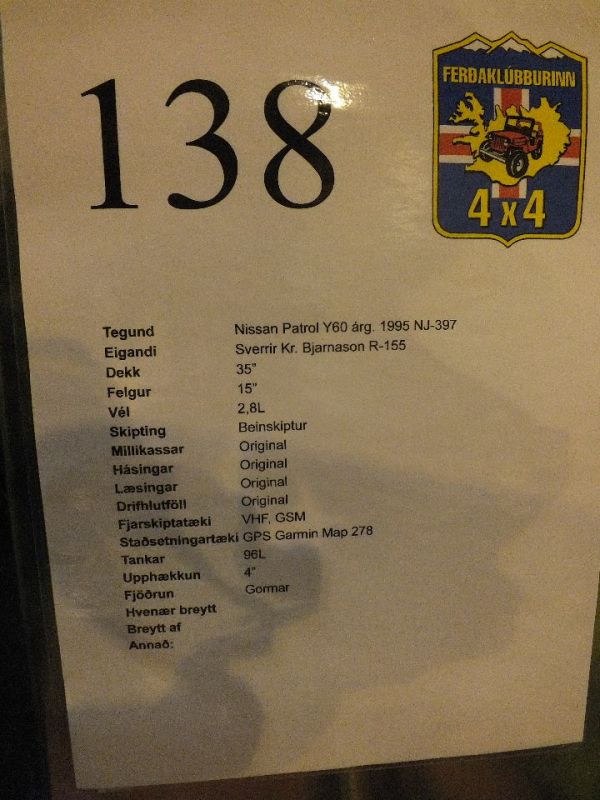 138
FERÐAKLÚBBURINN
4 x 4
Tegund Nissan Patrol Y60 árg. 1995 NJ-397
Eigandi Sverrir Kr. Bjarnason R-155
Dekk 35"
Felgur 15"
Vél 2,8L
Skipting Beinskiptur
Millikassar Original
Hásingar Original
Læsingar Original
Drifhlutföll Original
Fjarskiptatæki VHF, GSM
Staðsetningartæki GPS Garmin Map 278
Tankar 96L
Upphækkun 4"
Fjöðrun Gormar
Hvenær breytt
Breytt af
Annað: